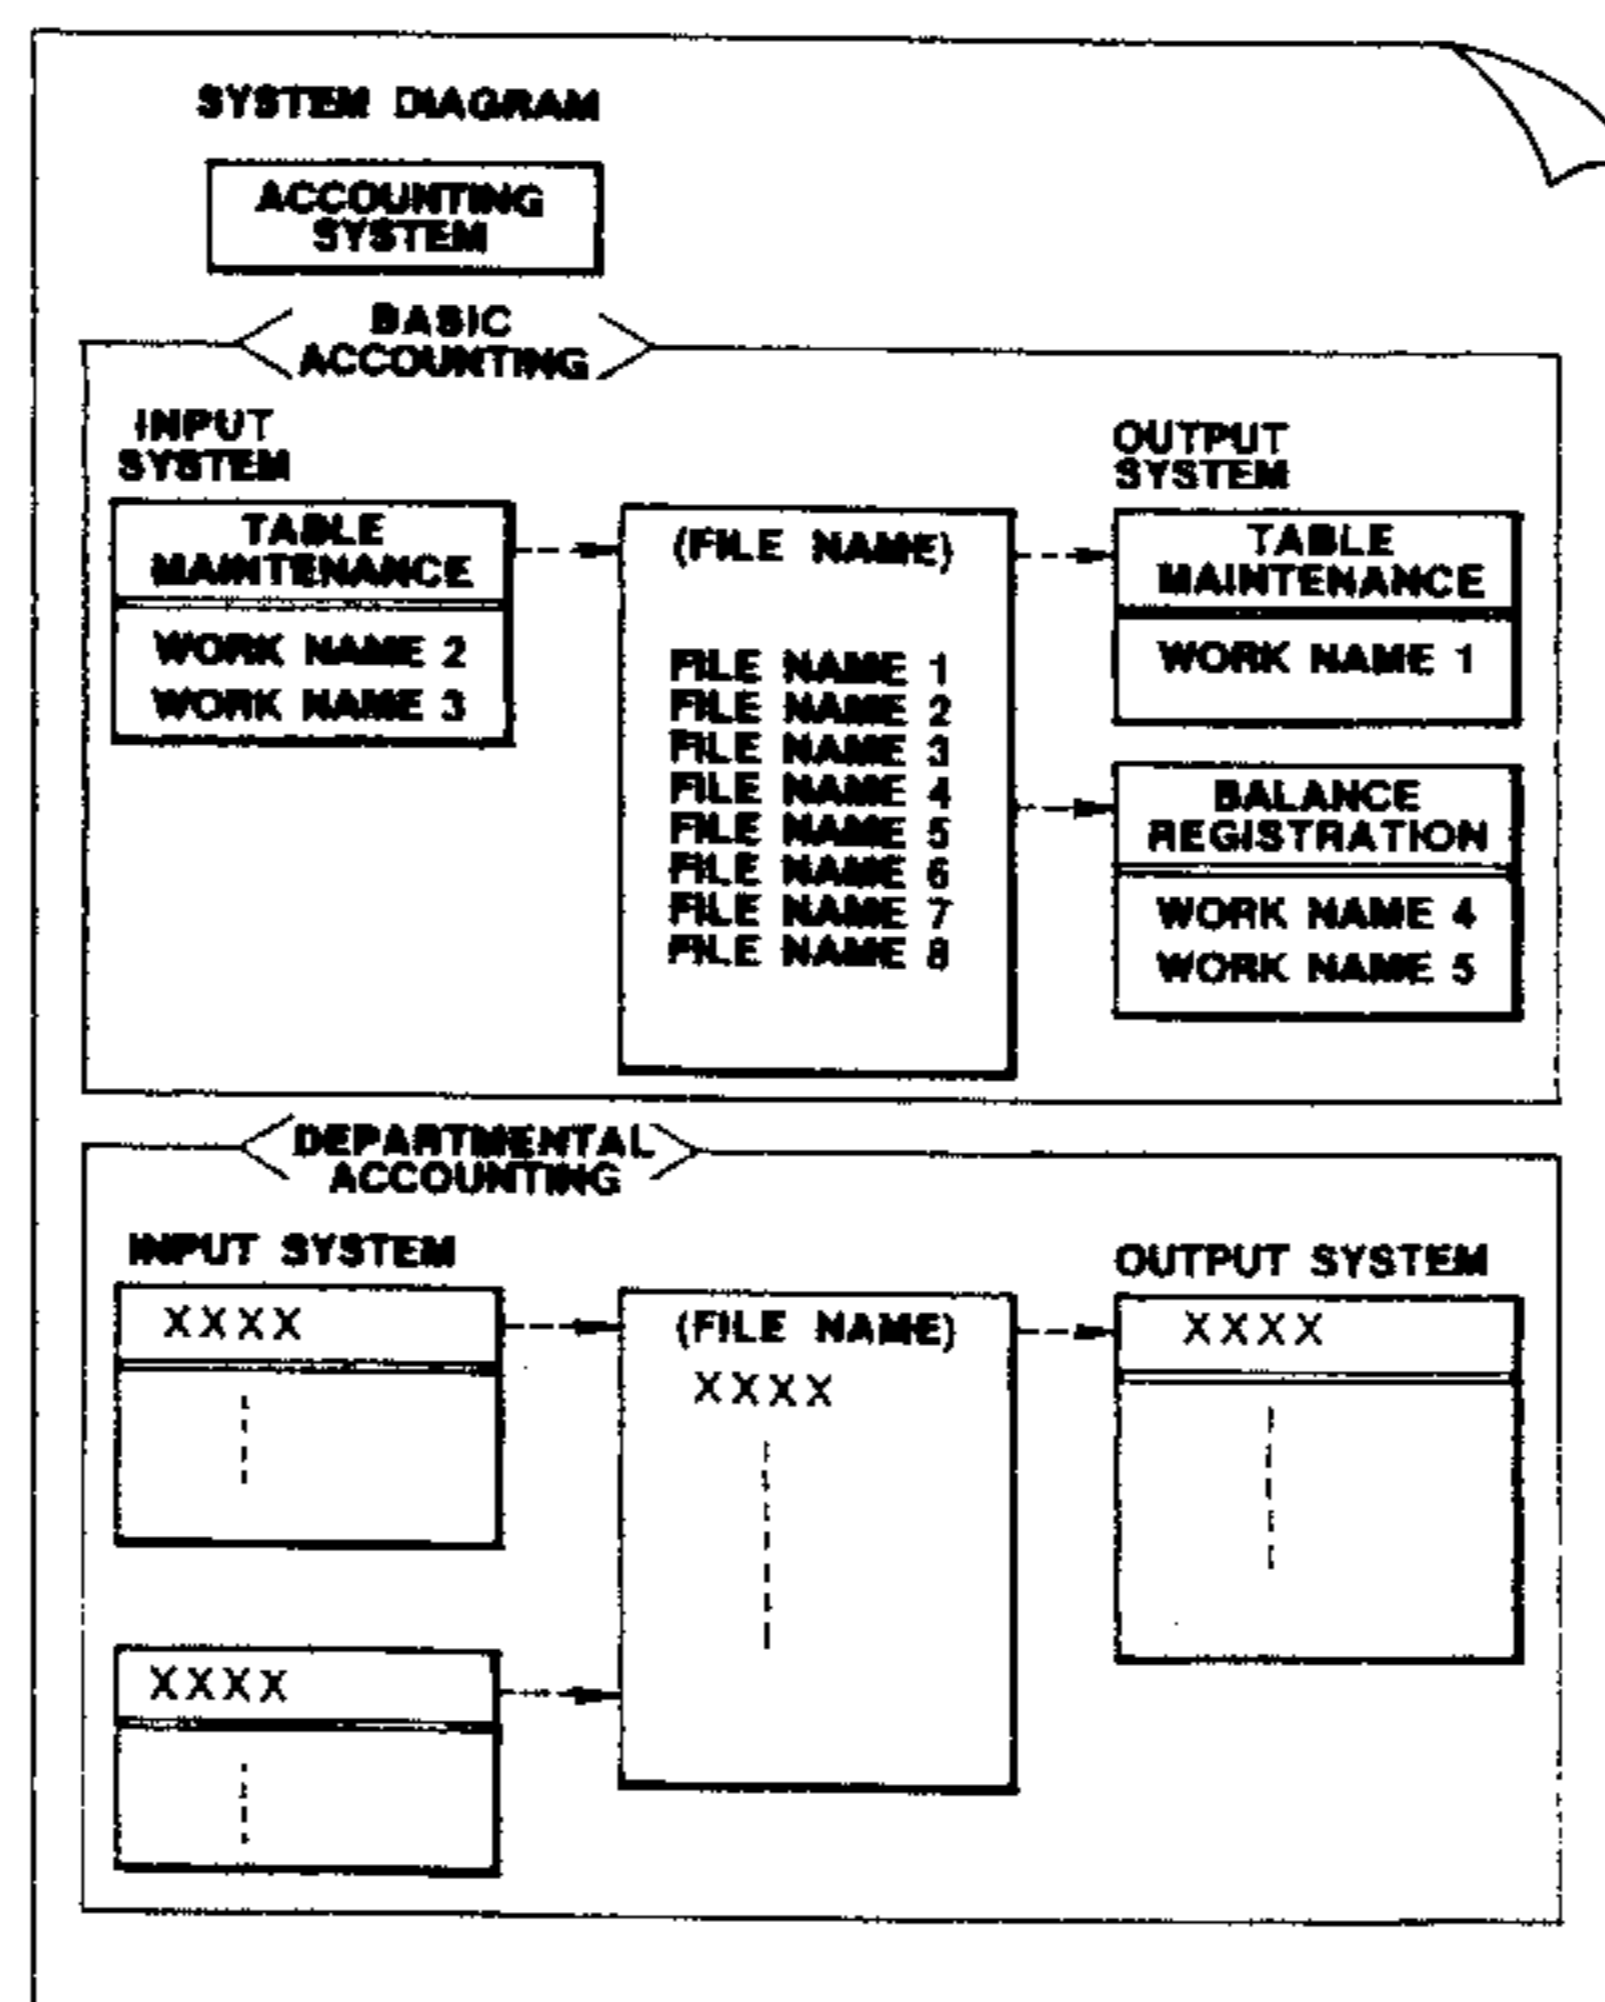 SYSTEM DIAGRAM
ACCOUNTING
SYSTEM
BASIC
ACCOUNTING
INPUT
SYSTEM
TABLE
MAINTENANCE
WORK NAME 2
WORK NAME 3
(FILE NAME)
FILE NAME 1
FILE NAME 2
FILE NAME 3
FILE NAME 4
FILE NAME 5
FILE NAME 6
FILE NAME 7
FILE NAME 8
OUTPUT
SYSTEM
TABLE
MAINTENANCE
WORK NAME 1
BALANCE
REGISTRATION
WORK NAME 4
WORK NAME 5
DEPARTMENTAL
ACCOUNTING
INPUT SYSTEM
XXXX
XXXX
(FILE NAME)
XXXX
OUTPUT SYSTEM
XXXX